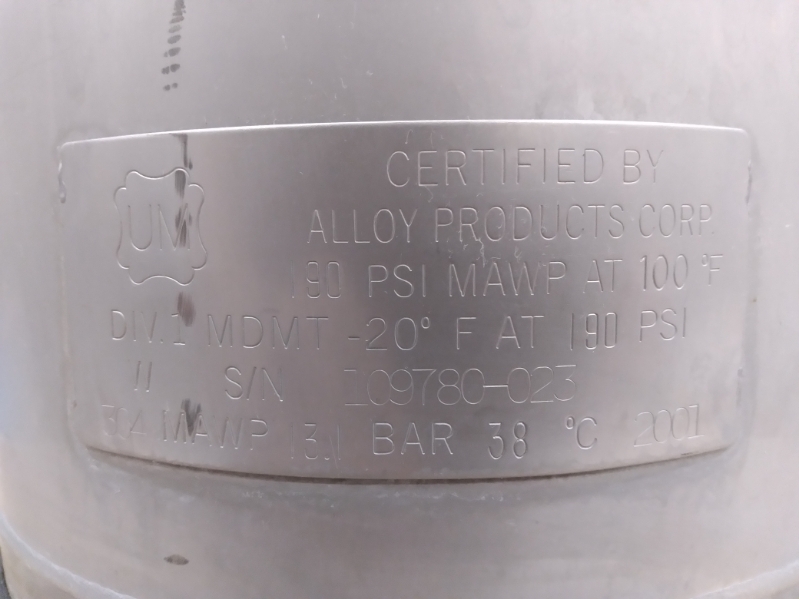 UM
CERTIFIED BY
ALLOY PRODUCTS CORP.
190 PSI MAWP AT 100 °F
DIV. 1 MDMT -20° F AT 190 PSI
S/N 109780-023
304 MAWP 13.1 BAR 38 °C 2001